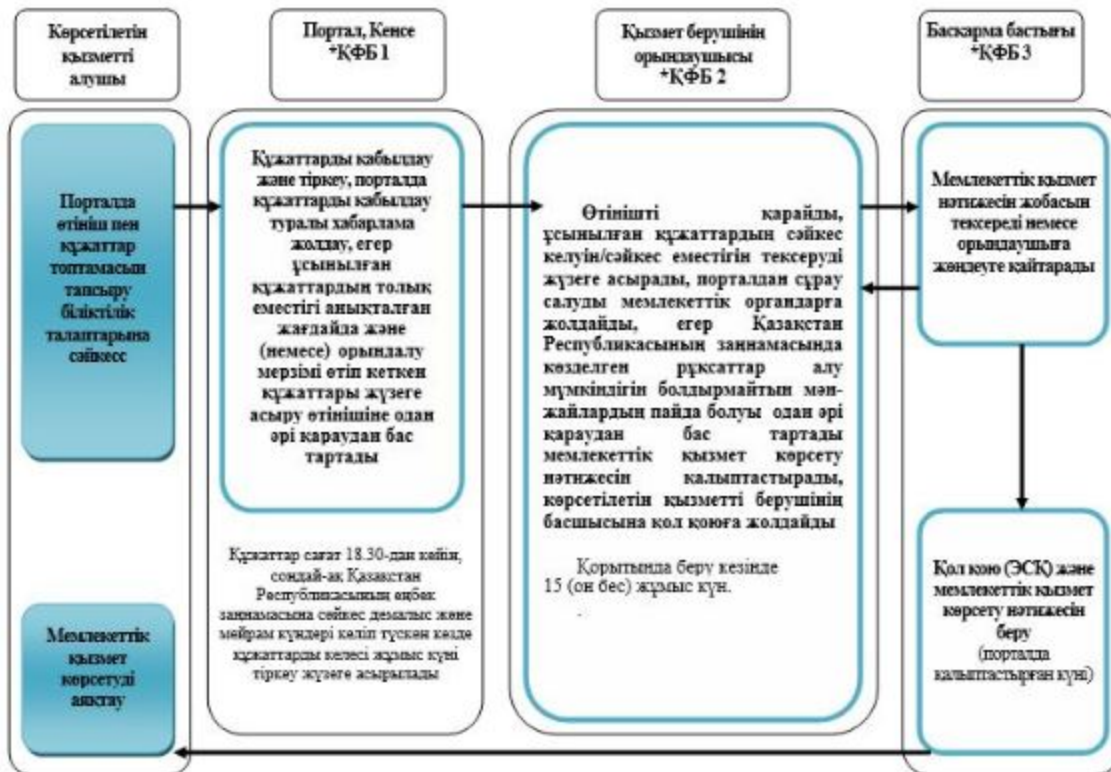 Көрсетілетін
қызметті
алушы
Портал, Кеңсе
*ҚФБ 1
Қызмет берушінің
орындаушысы
*ҚФБ 2
Басқарма бастығы
*ҚФБ 3
Порталда
өтініш пен
құжаттар
топтамасын
тапсыру
біліктілік
талаптарына
сәйкесс
Құжаттарды қабылдау
және тіркеу, порталда
құжаттарды қабылдау
туралы хабарлама
жолдау, егер
ұсынылған
құжаттардың толық
еместігі анықталған
жағдайда және
(немесе) орындалу
мерзімі өтіп кеткен
құжаттары жүзеге
асыру өтінішіне одан
әрі қараудан бас
тартады
Құжаттар сағат 18.30-дан кейін,
сондай-ақ Қазақстан
Республикасының еңбек
заңнамасына сәйкес демалыс және
мейрам күндері келіп түскен кезде
құжаттарды келесі жұмыс күні
тіркеу жүзеге асырылады
Өтінішті қарайды,
ұсынылған құжаттардың сәйкес
келуін/сәйкес еместігін тексеруді
жүзеге асырады, порталдан сұрау
салуды мемлекеттік органдарға
жолдайды, егер Қазақстан
Республикасының заңнамасында
көзделген рұқсаттар алу
мүмкіндігін болдырмайтын мән-
жайлардың пайда болуы одан әрі
қараудан бас тартады
мемлекеттік қызмет көрсету
нәтижесін қалыптастырады,
көрсетілетін қызметті берушінің
басшысына қол қоюға жолдайды
Қорытында беру кезінде
15 (он бес) жұмыс күн.
.
Мемлекеттік қызмет
нәтижесін жобасын
тексереді немесе
орындаушыға
жөндеуге қайтарады
Қол қою (ЭСҚ) және
мемлекеттік қызмет
көрсету нәтижесін
беру
(порталда
қалыптастырған күні)
Мемлекеттік
қызмет
көрсетуді
аяқтау